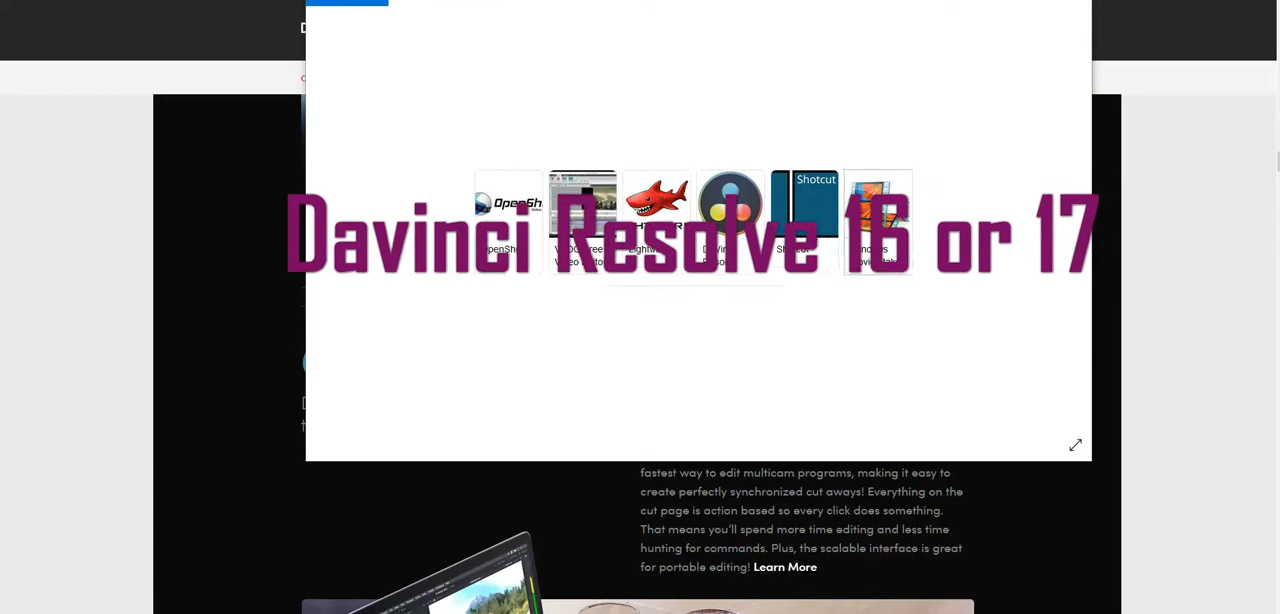 Shotcut
OpenSh
Davinci Resolve 16 or 17
fastest way to edit multicam programs, making it easy to
create perfectly synchronized cut aways! Everything on the
cut page is action based so every click does something.
That means you'll spend more time editing and less time
hunting for commands. Plus, the scalable interface is great
for portable editing! Learn More